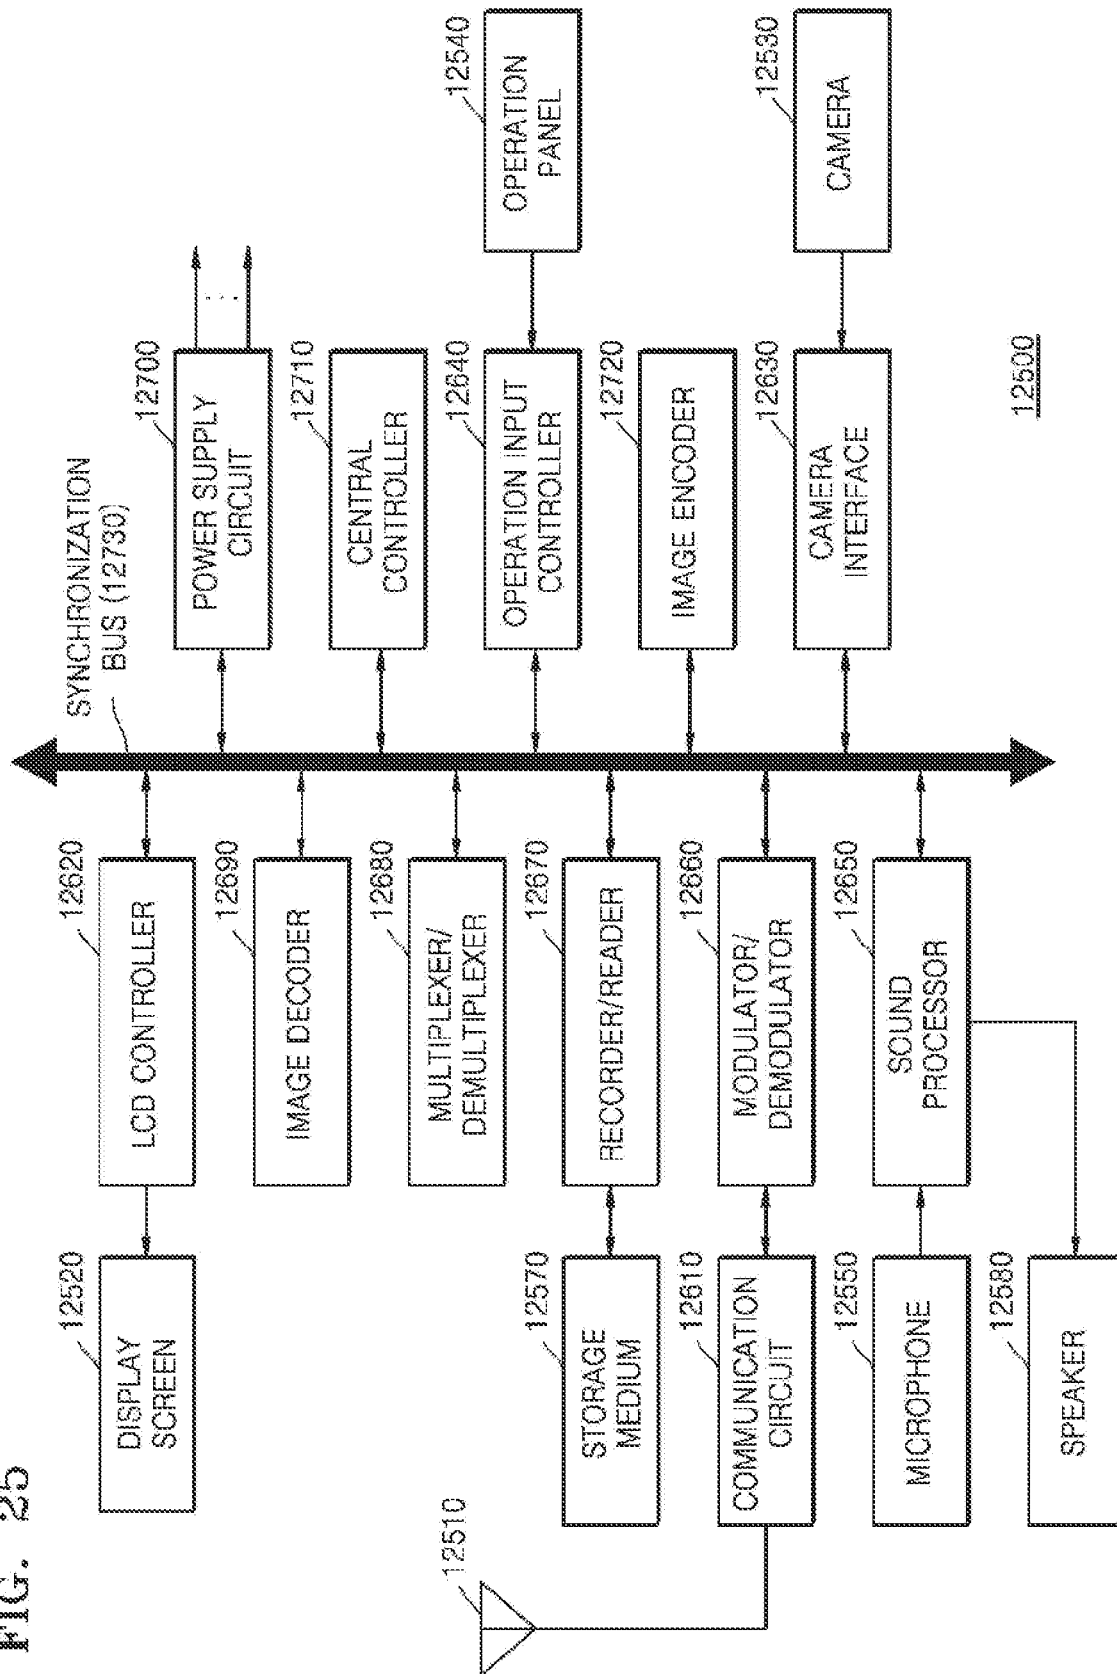 FIG. 25
12510
12520
DISPLAY
SCREEN
12570
STORAGE
MEDIUM
12610
COMMUNICATION
CIRCUIT
12550
MICROPHONE
12580
SPEAKER
12620
LCD CONTROLLER
12690
IMAGE DECODER
12680
MULTIPLEXER/
DEMULTIPLEXER
12670
RECORDER/READER
12660
MODULATOR/
DEMODULATOR
12650
SOUND
PROCESSOR
SYNCHRONIZATION
BUS (12730)
12700
POWER SUPPLY
CIRCUIT
12710
CENTRAL
CONTROLLER
12640
OPERATION INPUT
CONTROLLER
12720
IMAGE ENCODER
12630
CAMERA
INTERFACE
12540
OPERATION
PANEL
12530
CAMERA
12500